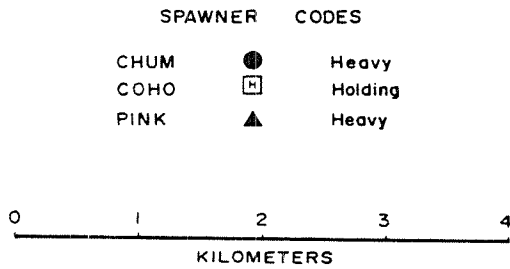 SPAWNER CODES
CHUM Heavy
COHO H Holding
PINK Heavy
0 1 2 3 4
KILOMETERS